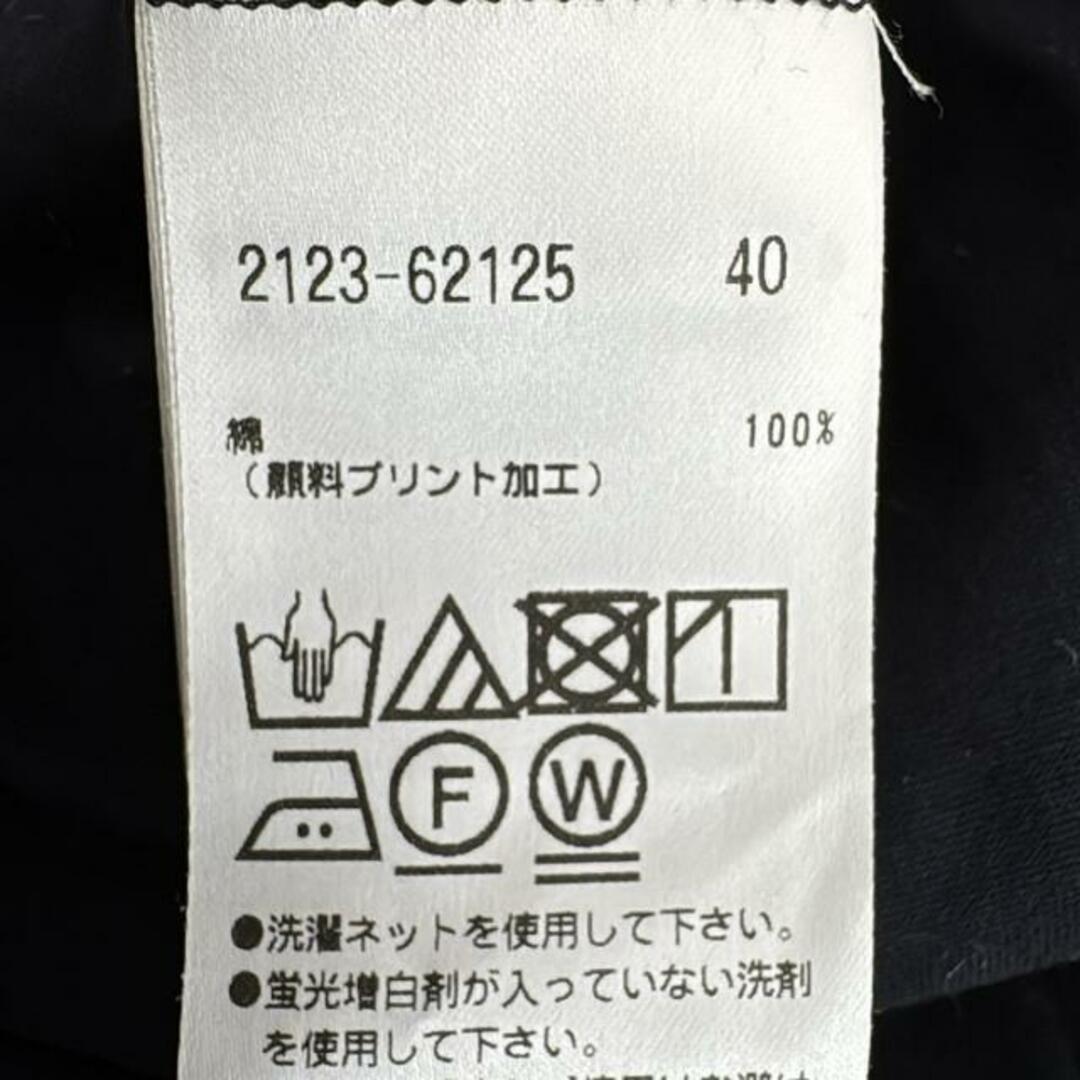 2123-62125 40
綿 100%
（顔料プリント加工）
F W
●洗濯ネットを使用して下さい。
●蛍光増白剤が入っていない洗剤
を使用して下さい。